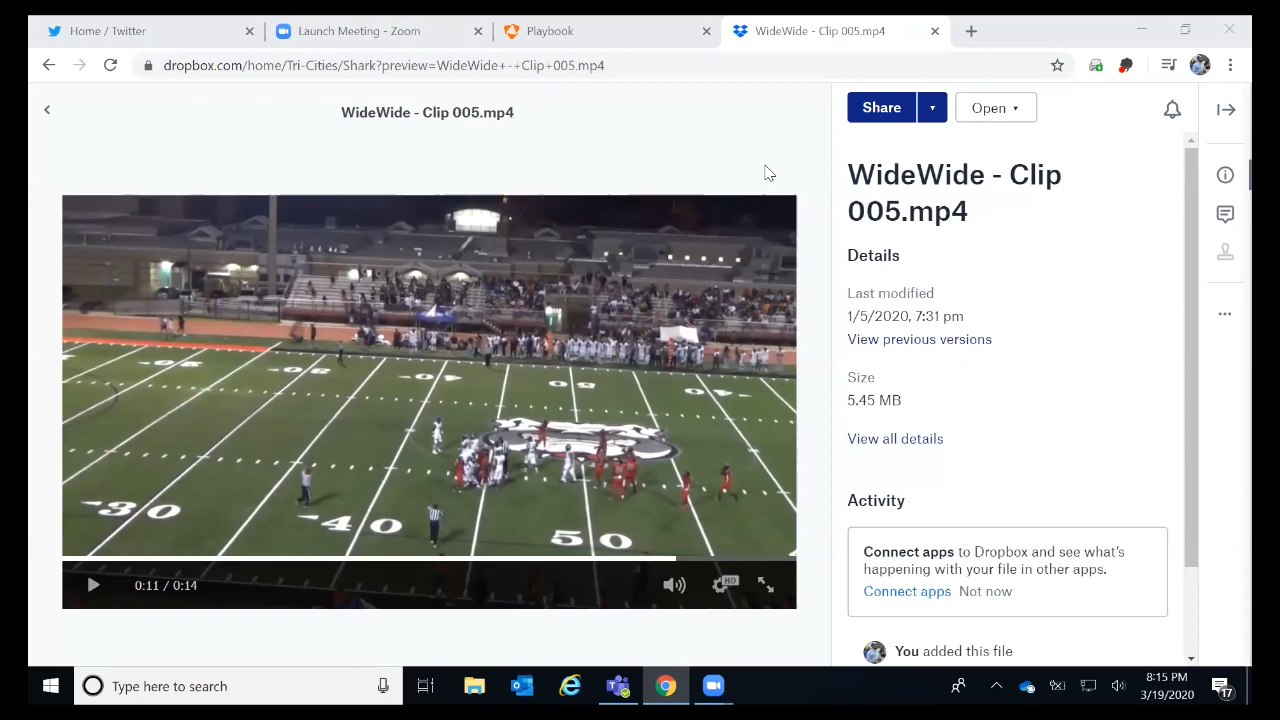 Home / Twitter
Launch Meeting - Zoom
Playbook
WideWide - Clip 005.mp4
dropbox.com/home/Tri-Cities/Shark?preview=WideWide+-+Clip+005.mp4
WideWide - Clip 005.mp4
Share
Open
WideWide - Clip
005.mp4
Details
Last modified
1/5/2020, 7:31 pm
View previous versions
Size
5.45 MB
View all details
Activity
Connect apps to Dropbox and see what's
happening with your file in other apps.
Connect apps Not now
You added this file
50
40
-30
-40
50
0:11 / 0:14
HD
Type here to search
8:15 PM
3/19/2020
17